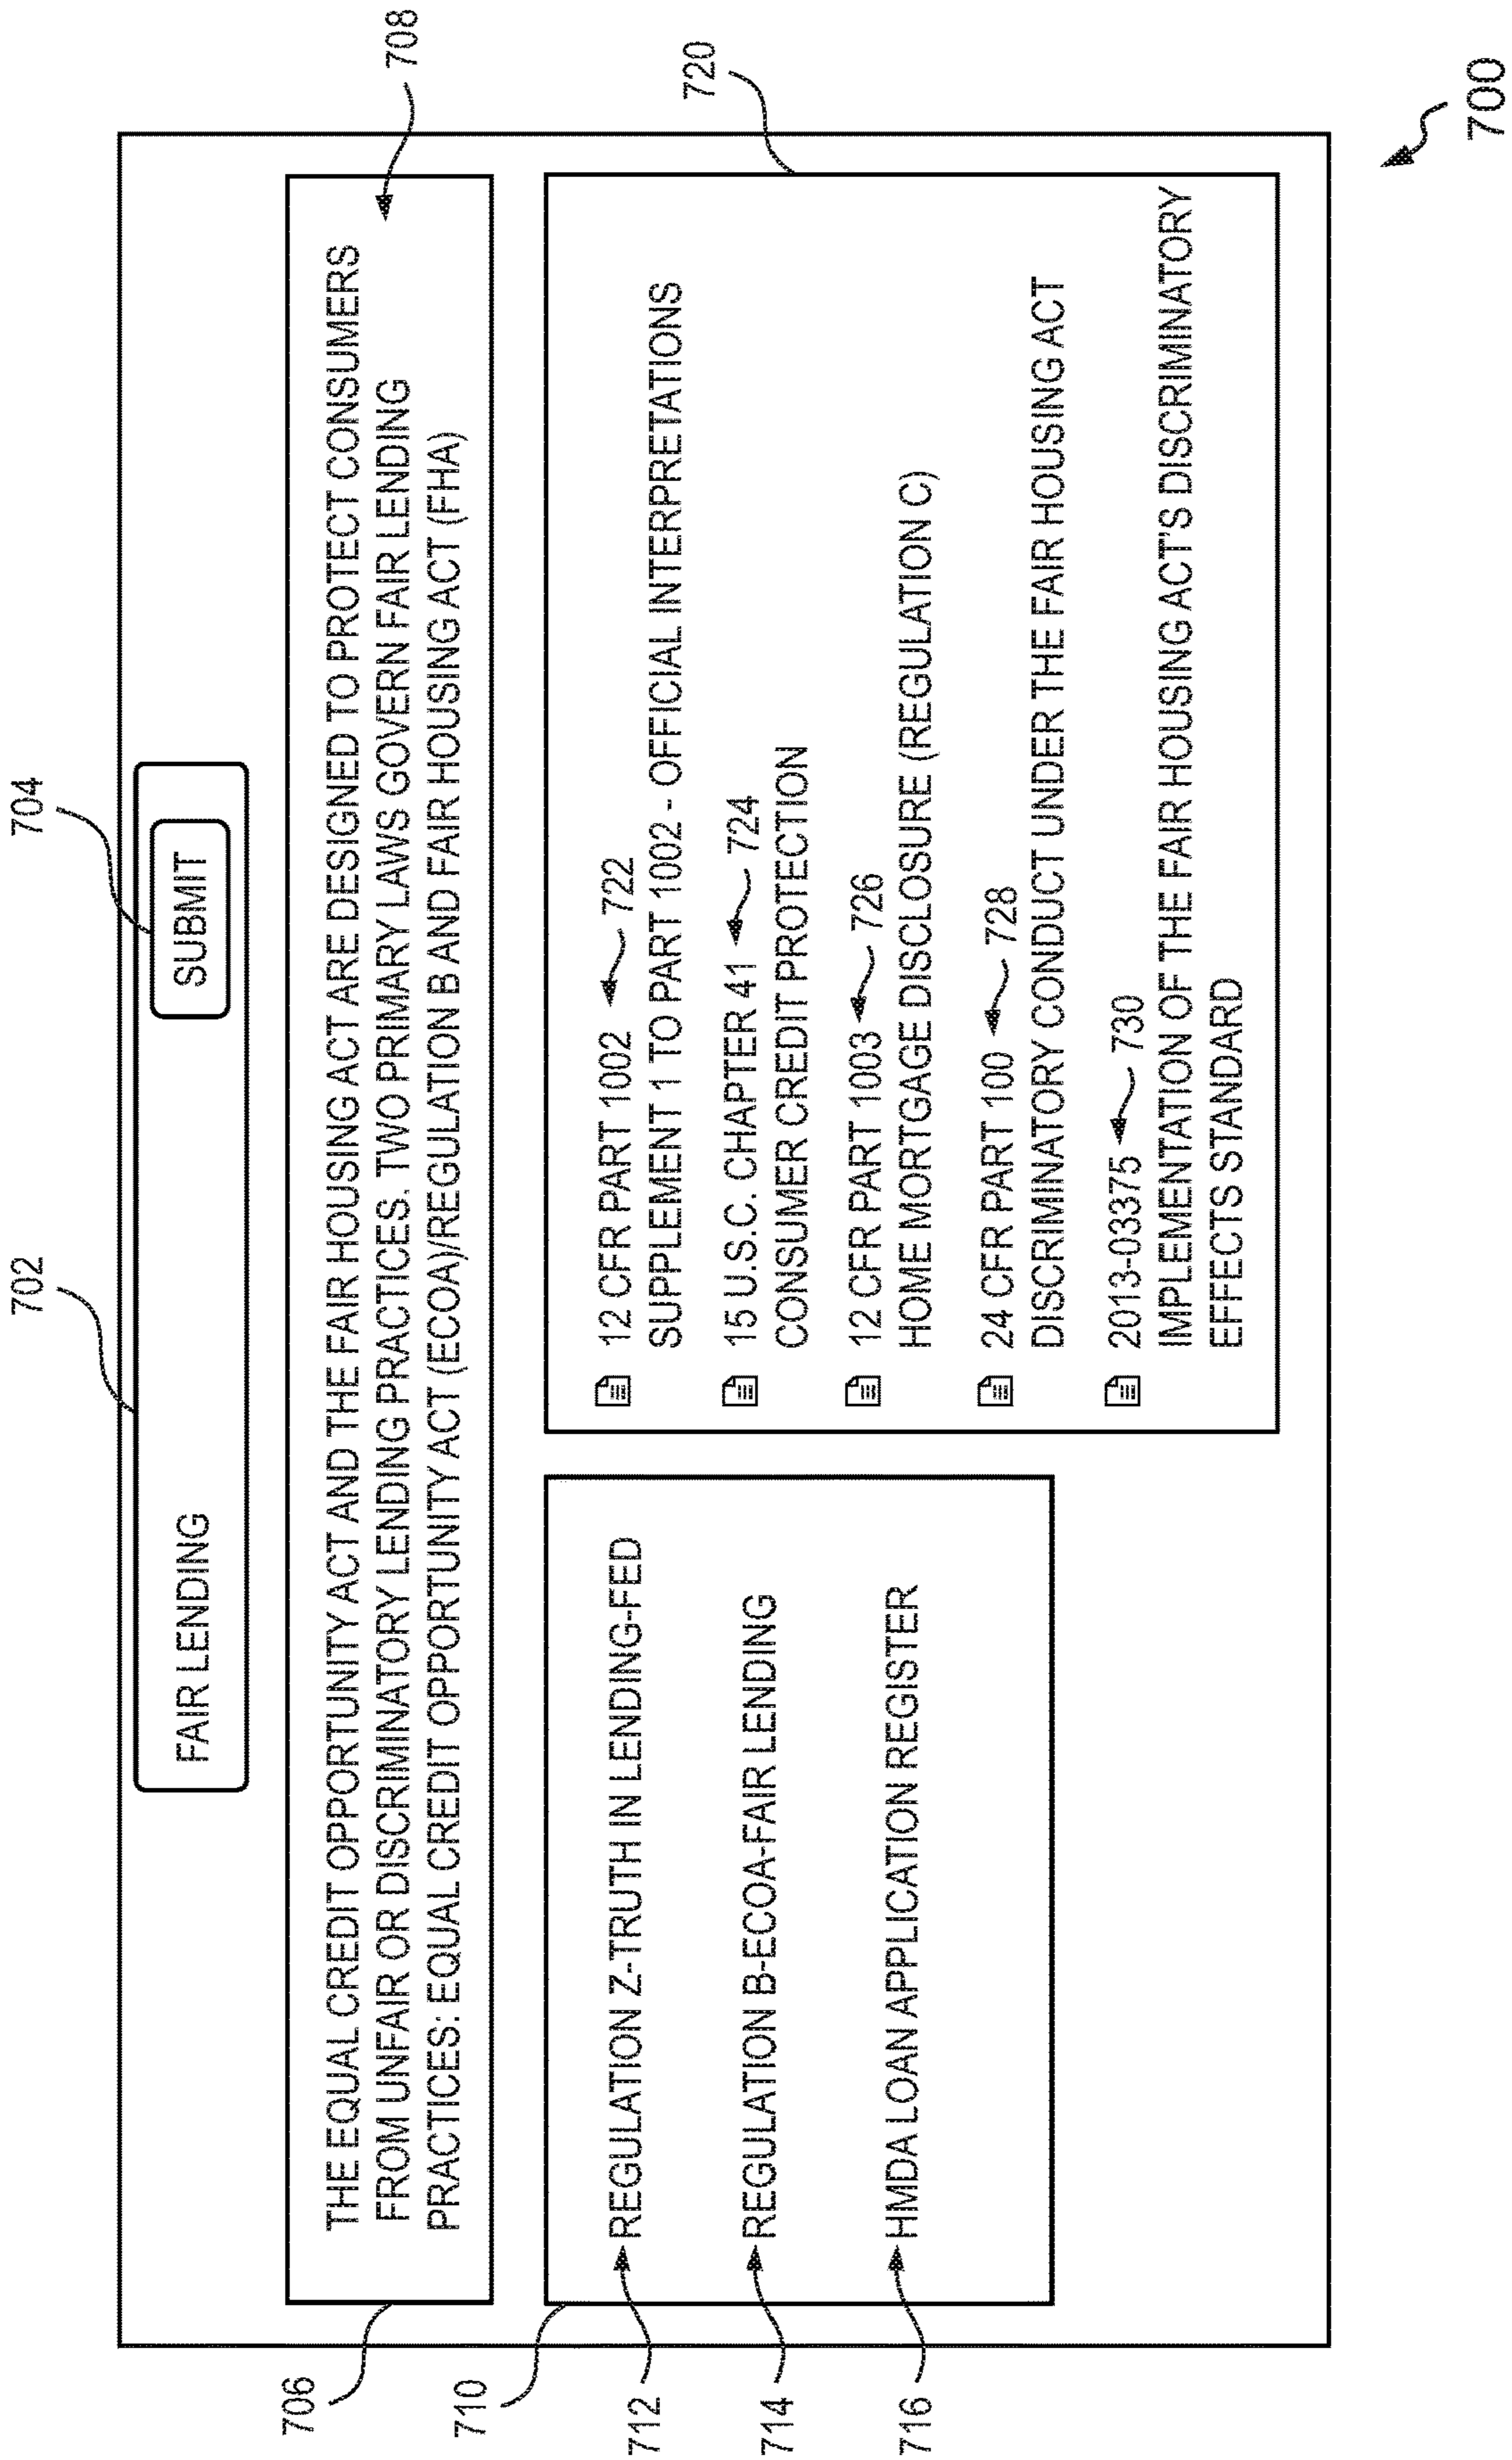 702
704
FAIR LENDING
SUBMIT
706
708
THE EQUAL CREDIT OPPORTUNITY ACT AND THE FAIR HOUSING ACT ARE DESIGNED TO PROTECT CONSUMERS
FROM UNFAIR OR DISCRIMINATORY LENDING PRACTICES. TWO PRIMARY LAWS GOVERN FAIR LENDING
PRACTICES: EQUAL CREDIT OPPORTUNITY ACT (ECOA)/REGULATION B AND FAIR HOUSING ACT (FHA)
710
712
REGULATION Z-TRUTH IN LENDING-FED
714
REGULATION B-ECOA-FAIR LENDING
716
HMDA LOAN APPLICATION REGISTER
720
12 CFR PART 1002 722
SUPPLEMENT 1 TO PART 1002 - OFFICIAL INTERPRETATIONS
15 U.S.C. CHAPTER 41 724
CONSUMER CREDIT PROTECTION
12 CFR PART 1003 726
HOME MORTGAGE DISCLOSURE (REGULATION C)
24 CFR PART 100 728
DISCRIMINATORY CONDUCT UNDER THE FAIR HOUSING ACT
2013-03375 730
IMPLEMENTATION OF THE FAIR HOUSING ACT'S DISCRIMINATORY
EFFECTS STANDARD
700